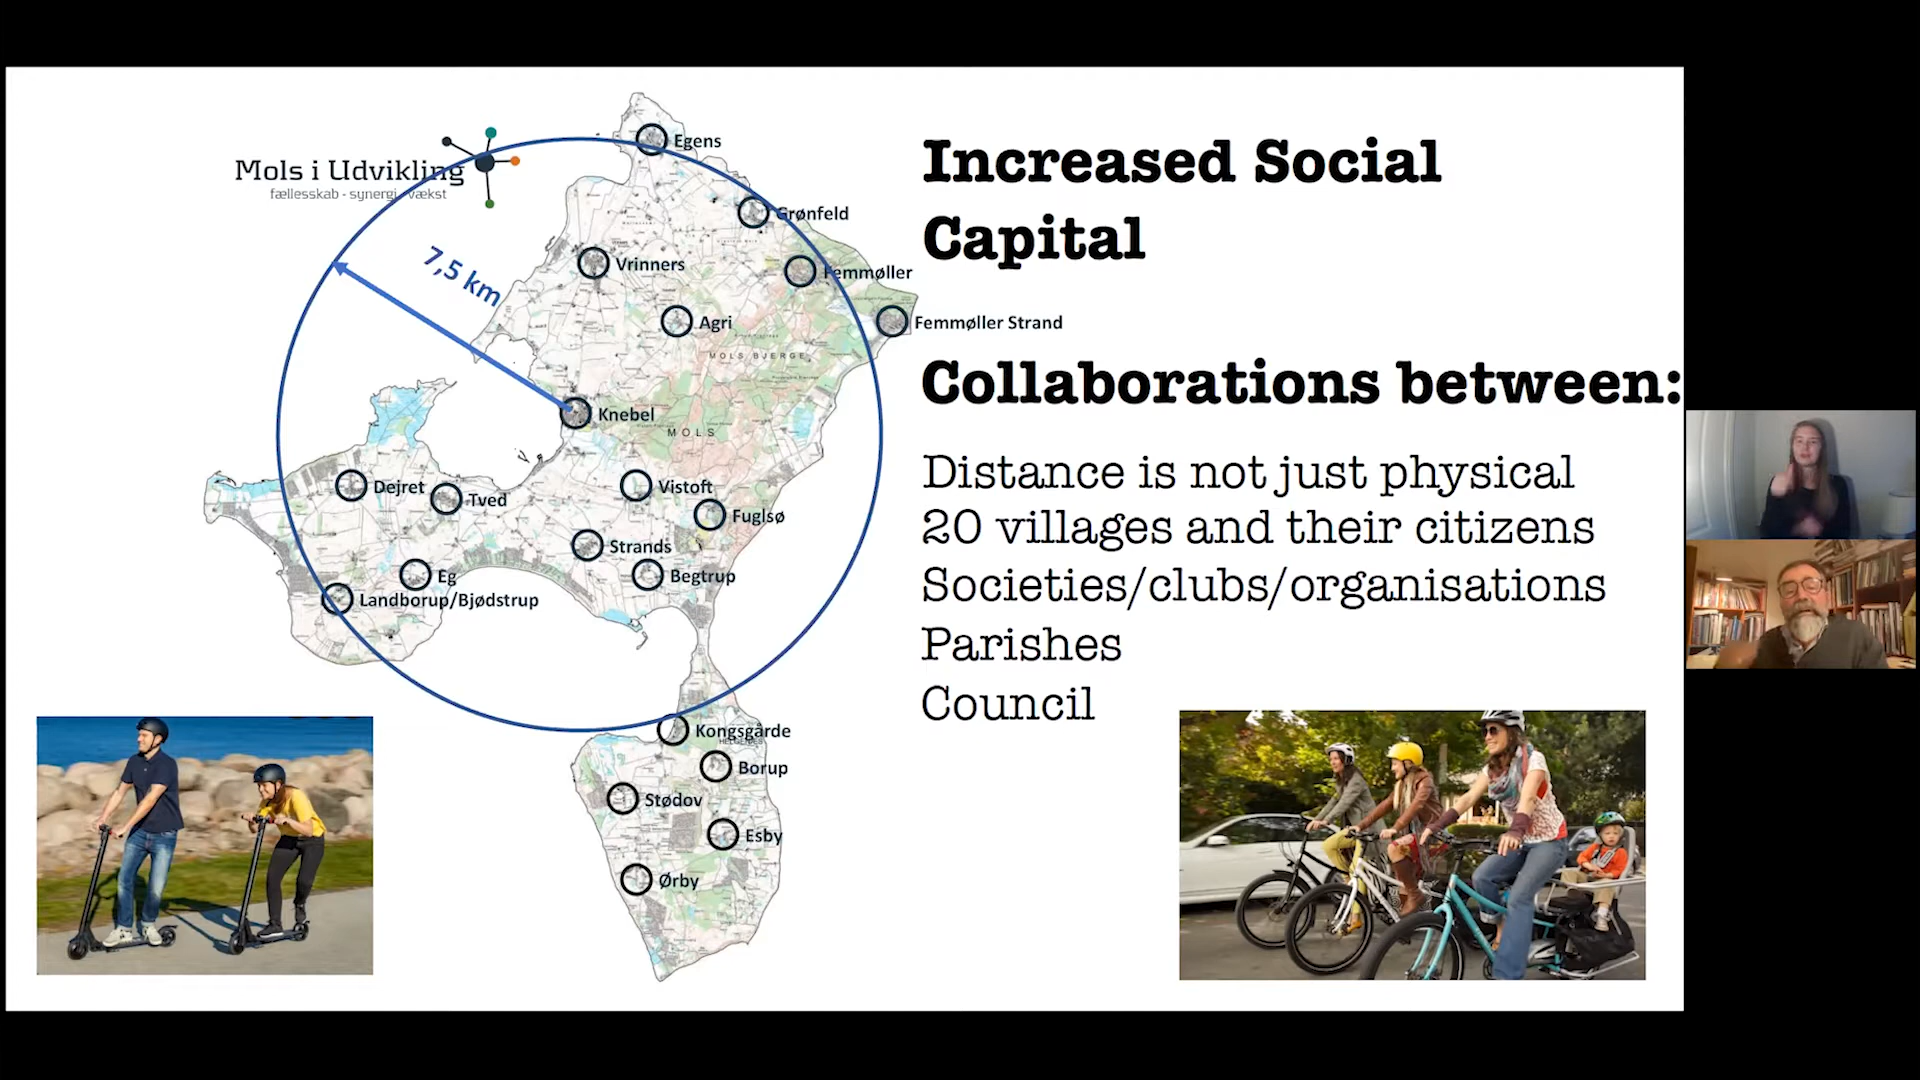 Mols i Udvikling
fællesskab - synergi - vækst
7,5 km
Egens
Grønfeld
Vrinners
Femmøller
Agri
Femmøller Strand
MOLS BJERGE
Knebel
MOLS
Dejret
Tved
Vistoft
Fuglsø
Strands
Begtrup
Eg
Landborup/Bjødstrup
Kongsgårde
Borup
Stødov
Esby
Ørby
Increased Social
Capital
Collaborations between:
Distance is not just physical
20 villages and their citizens
Societies/clubs/organisations
Parishes
Council